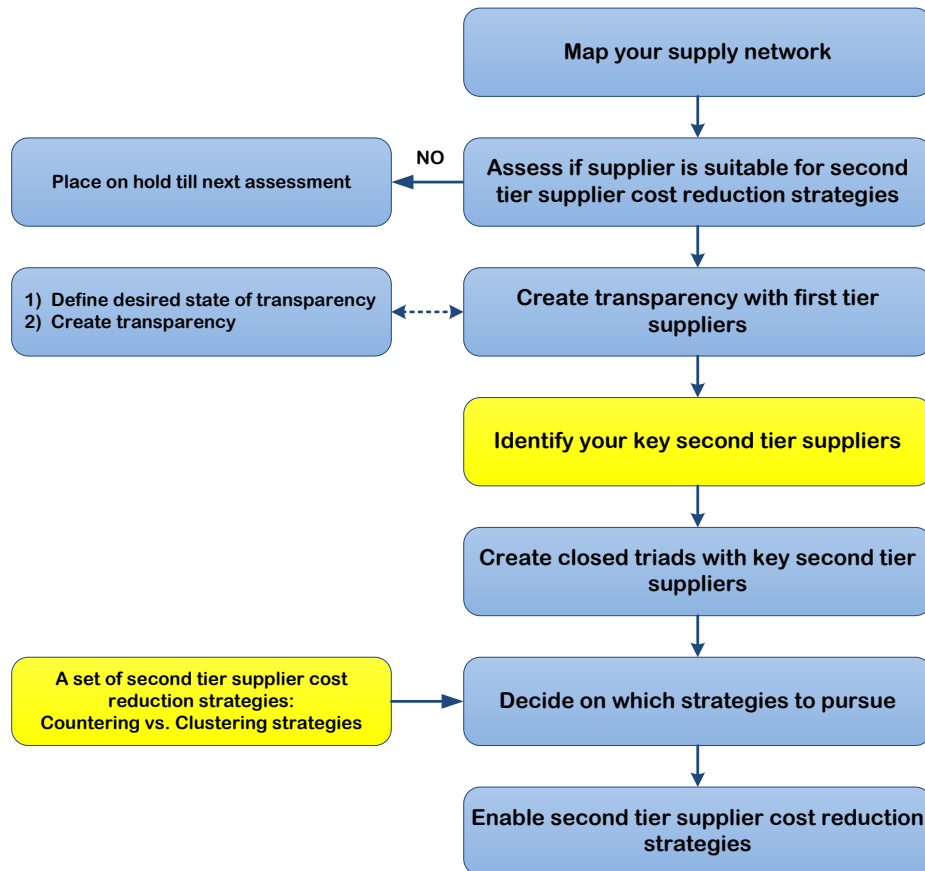 Map your supply network
NO
Place on hold till next assessment
Assess if supplier is suitable for second
tier supplier cost reduction strategies
1) Define desired state of transparency
2) Create transparency
Create transparency with first tier
suppliers
Identify your key second tier suppliers
Create closed triads with key second tier
suppliers
A set of second tier supplier cost
reduction strategies:
Countering vs. Clustering strategies
Decide on which strategies to pursue
Enable second tier supplier cost reduction
strategies